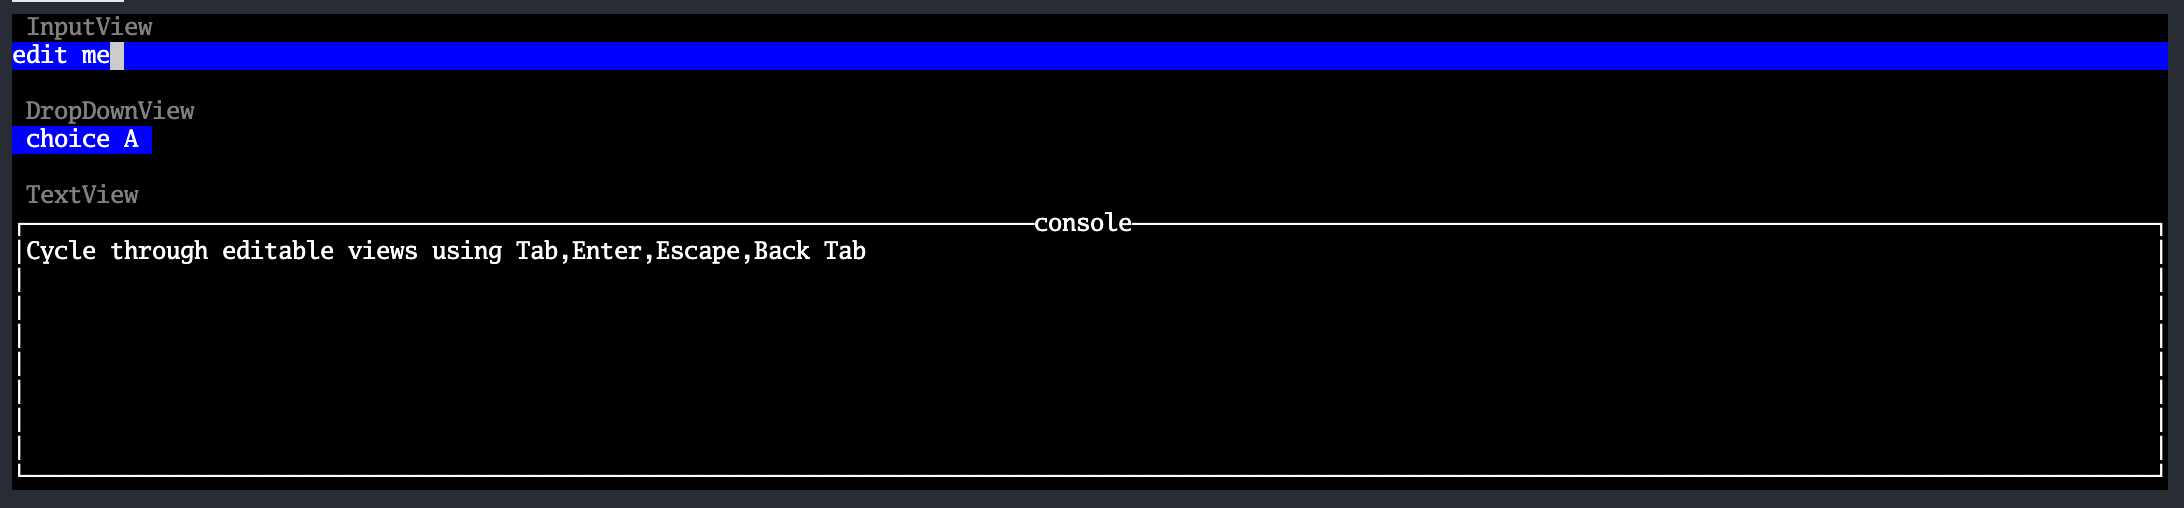 InputView
edit me
DropDownView
choice A
TextView
console
Cycle through editable views using Tab,Enter,Escape,Back Tab